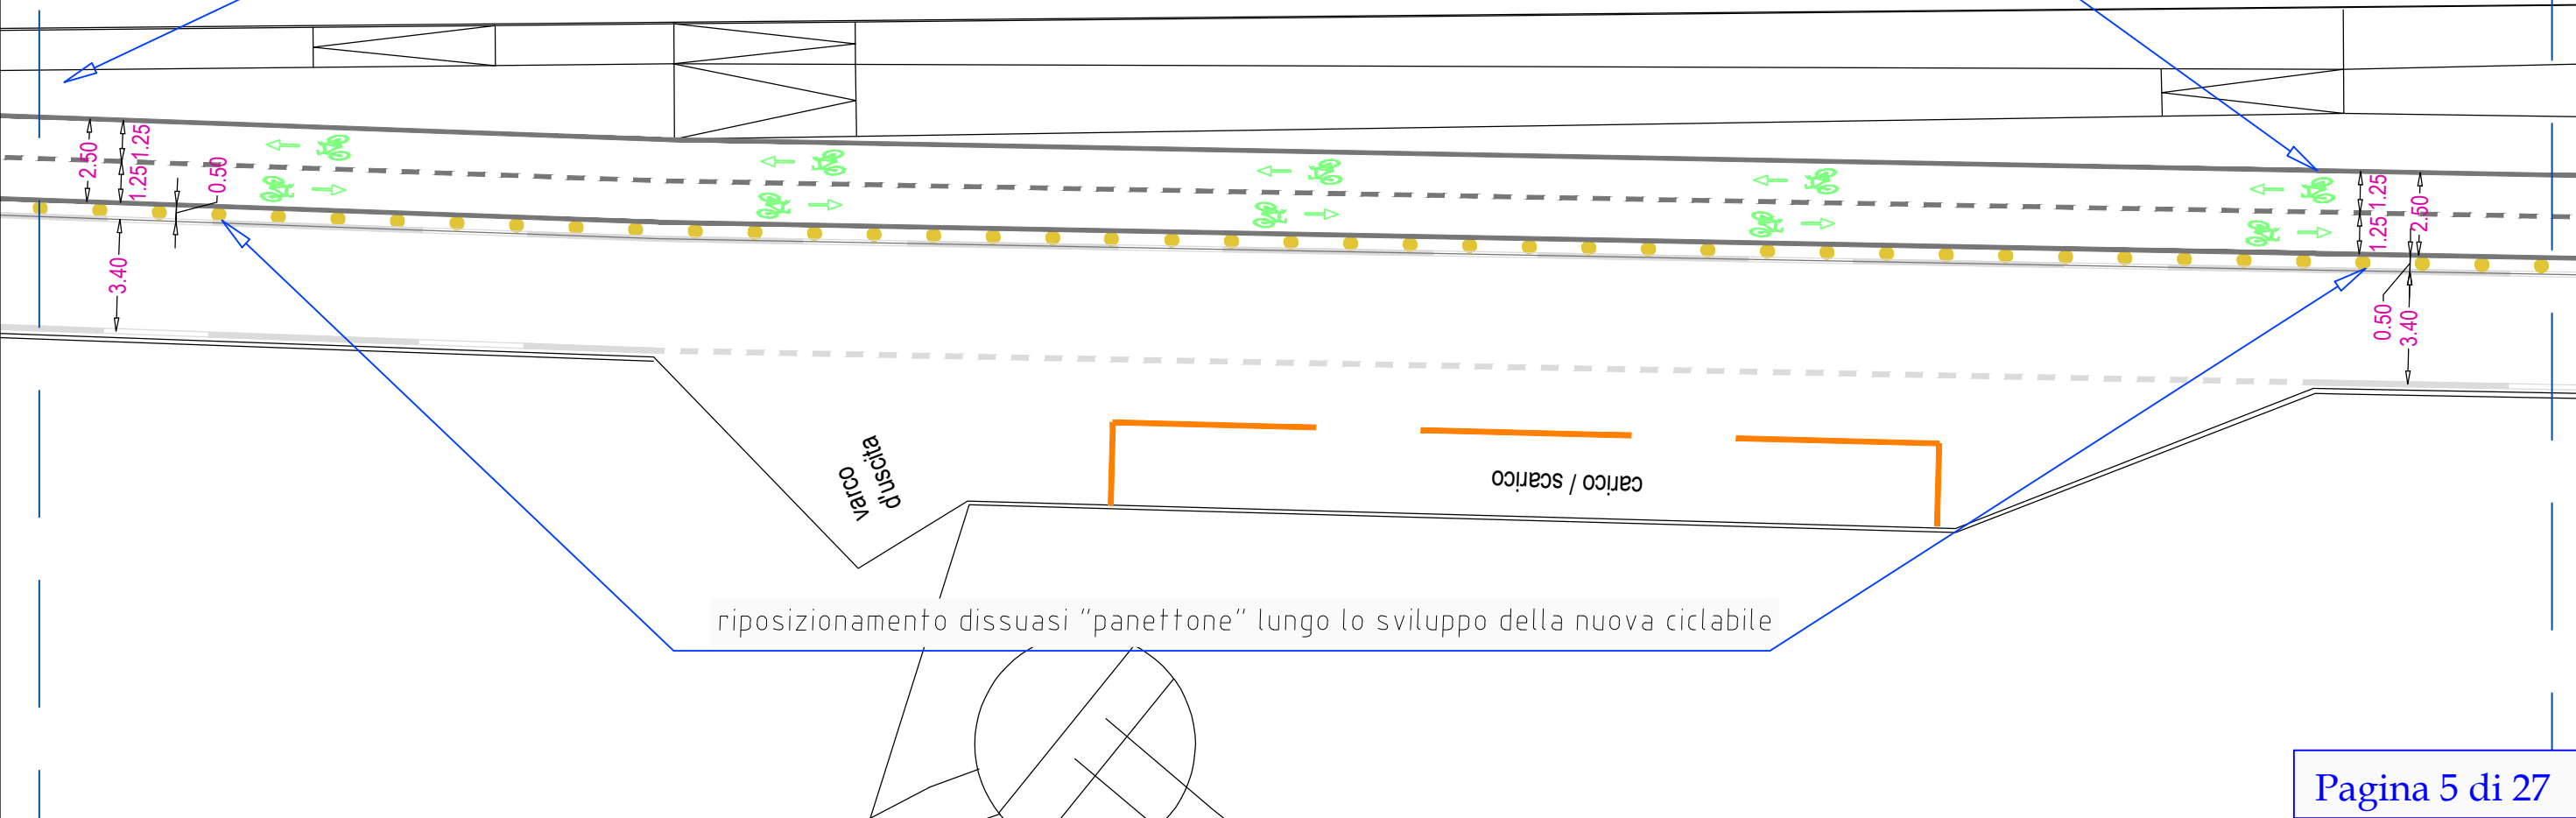 2.50
1.25
1.25
0.50
3.40
1.25
1.25
2.50
0.50
3.40
varco
d'uscita
carico / scarico
riposizionamento dissuasi "panettone" lungo lo sviluppo della nuova ciclabile
Pagina 5 di 27